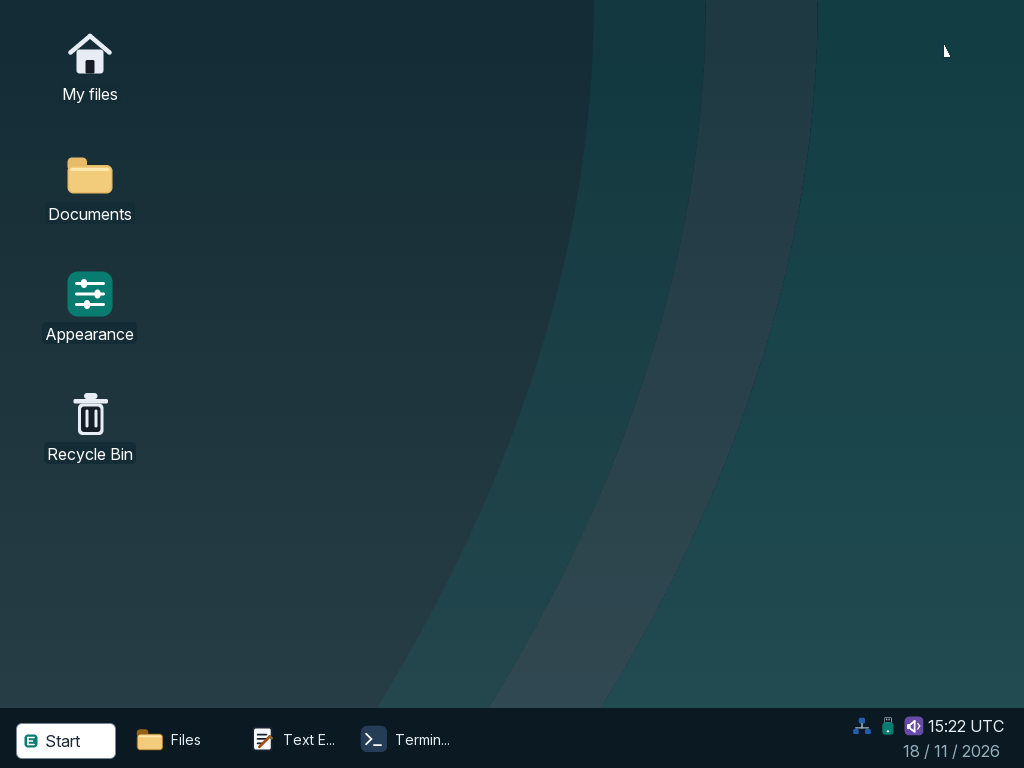 My files
Documents
Appearance
Recycle Bin
Start
Files
Text E...
Termin...
15:22 UTC
18 / 11 / 2026